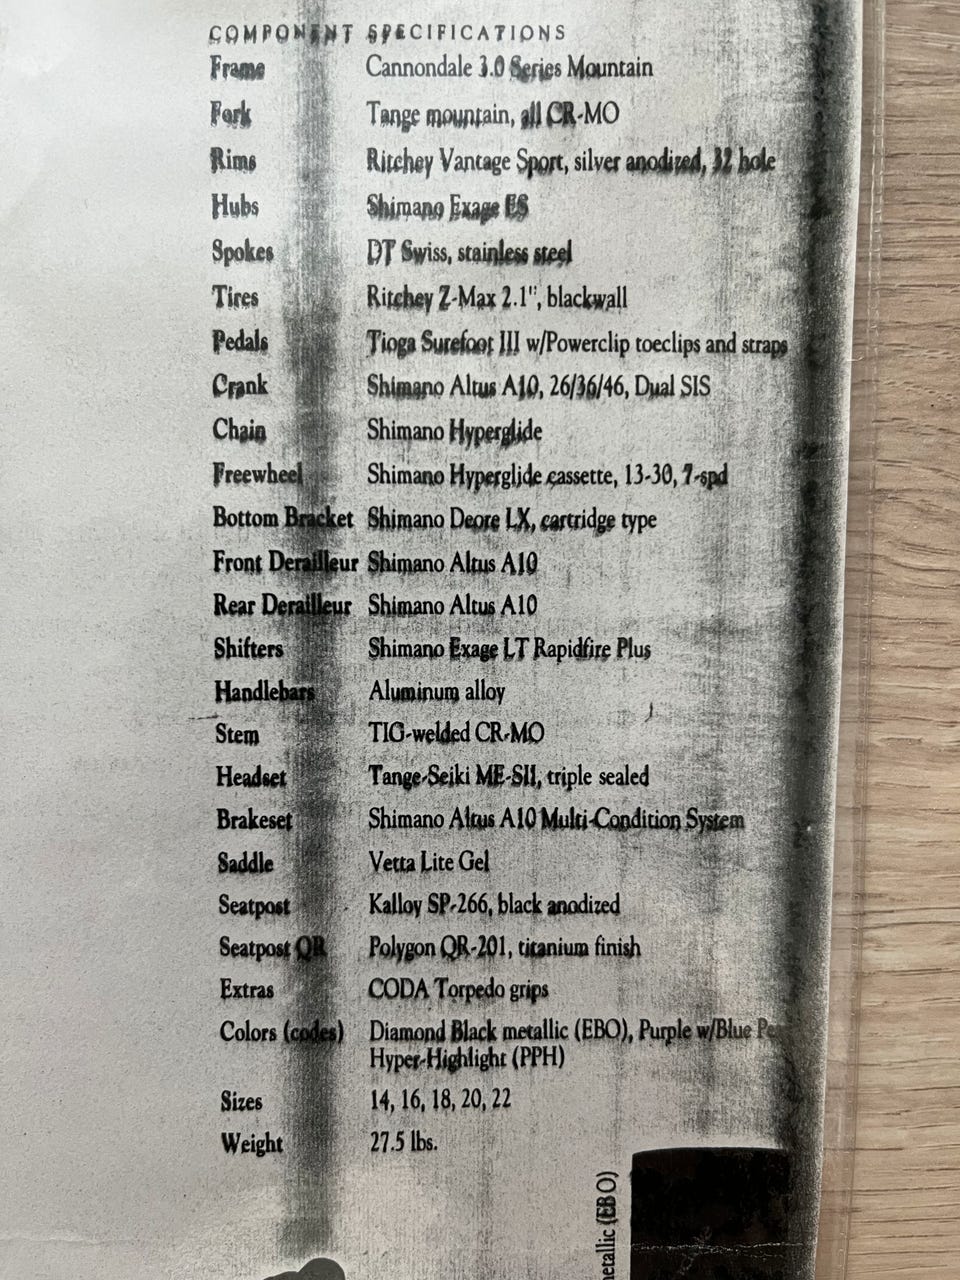 COMPONENT SPECIFICATIONS
Frame Cannondale 3.0 Series Mountain
Fork Tange mountain, all CR-MO
Rims Ritchey Vantage Sport, silver anodized, 32 hole
Hubs Shimano Exage ES
Spokes DT Swiss, stainless steel
Tires Ritchey Z-Max 2.1", blackwall
Pedals Tioga Surefoot III w/Powerclip toeclips and straps
Crank Shimano Altus A10, 26/36/46, Dual SIS
Chain Shimano Hyperglide
Freewheel Shimano Hyperglide cassette, 13-30, 7-spd
Bottom Bracket Shimano Deore LX, cartridge type
Front Derailleur Shimano Altus A10
Rear Derailleur Shimano Altus A10
Shifters Shimano Exage LT Rapidfire Plus
Handlebars Aluminum alloy
Stem TIG-welded CR-MO
Headset Tange-Seiki ME-SII, triple sealed
Brakeset Shimano Altus A10 Multi-Condition System
Saddle Vetta Lite Gel
Seatpost Kalloy SP-266, black anodized
Seatpost QR Polygon QR-201, titanium finish
Extras CODA Torpedo grips
Colors (codes) Diamond Black metallic (EBO), Purple w/Blue
Hyper-Highlight (PPH)
Sizes 14, 16, 18, 20, 22
Weight 27.5 lbs.
etallic (EBO)